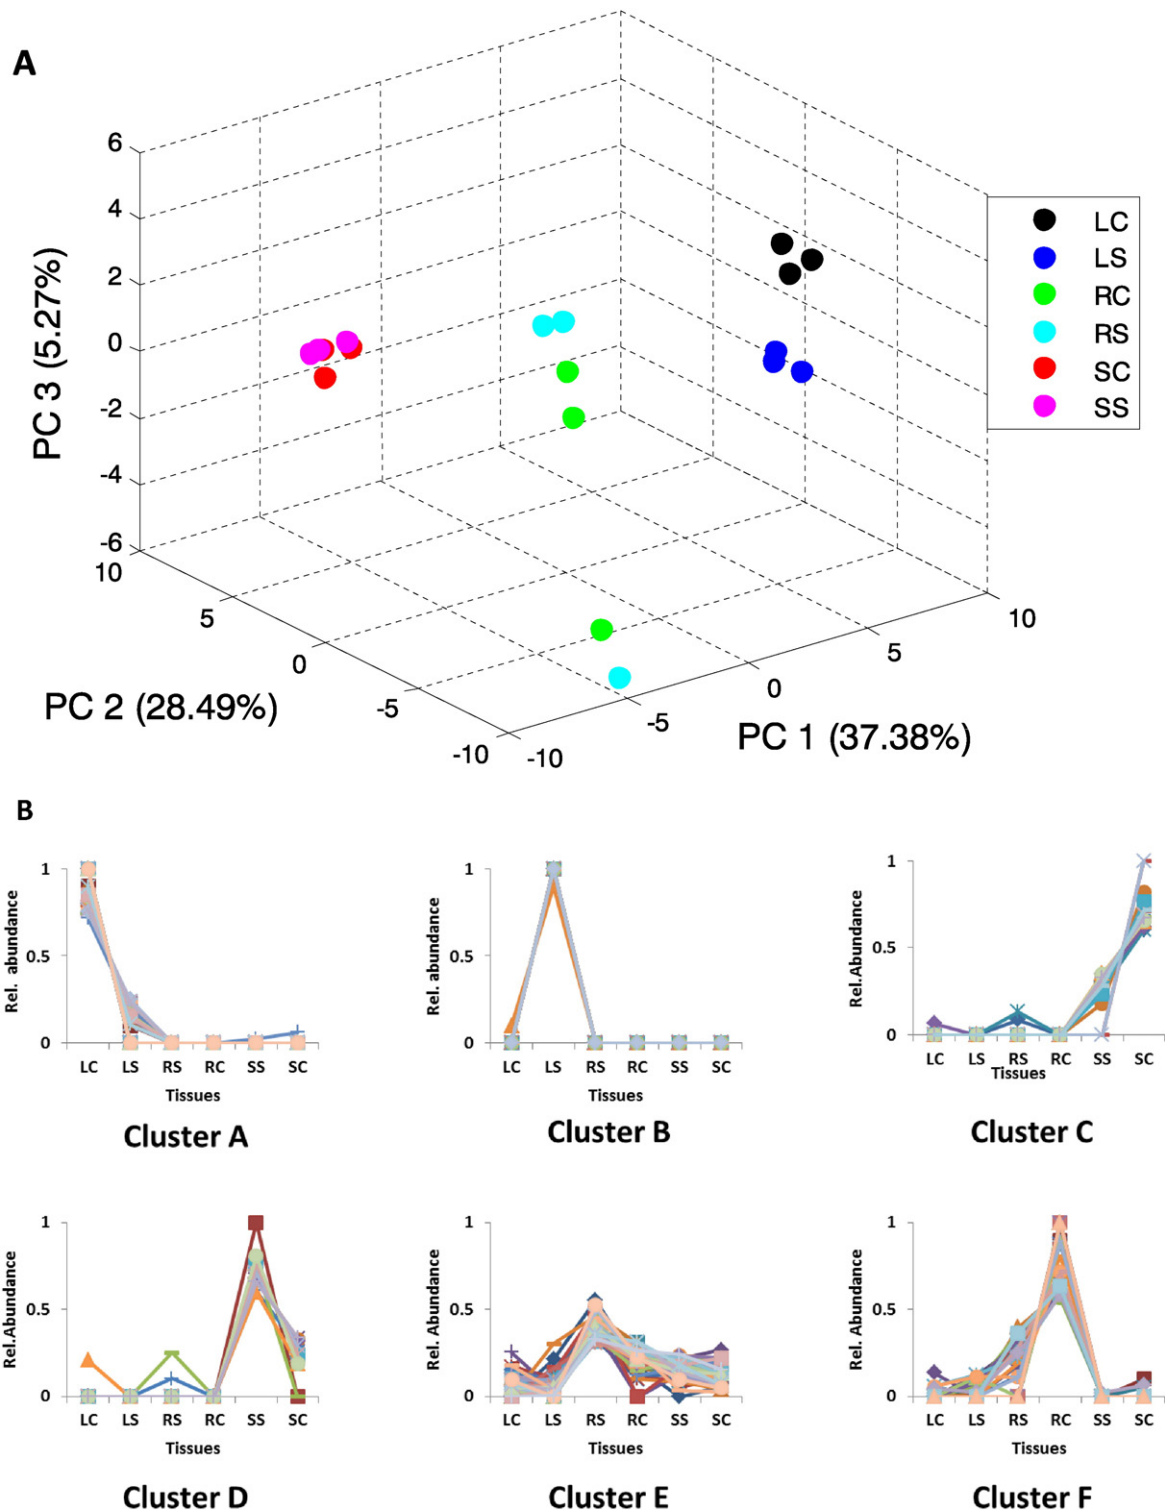 A
PC 3 (5.27%)
6
4
2
0
-2
-4
-6
10
5
0
-5
-10
PC 2 (28.49%)
-10
-5
0
5
10
PC 1 (37.38%)
LC
LS
RC
RS
SC
SS
B
Rel. abundance
1
0.5
0
LC LS RS RC SS SC
Tissues
Cluster A
Rel. abundance
1
0.5
0
LC LS RS RC SS SC
Tissues
Cluster B
Rel.Abundance
1
0.5
0
LC LS RS RC SS SC
Tissues
Cluster C
Rel.Abundance
1
0.5
0
LC LS RS RC SS SC
Tissues
Cluster D
Rel.Abundance
1
0.5
0
LC LS RS RC SS SC
Tissues
Cluster E
Rel.Abundance
1
0.5
0
LC LS RS RC SS SC
Tissues
Cluster F